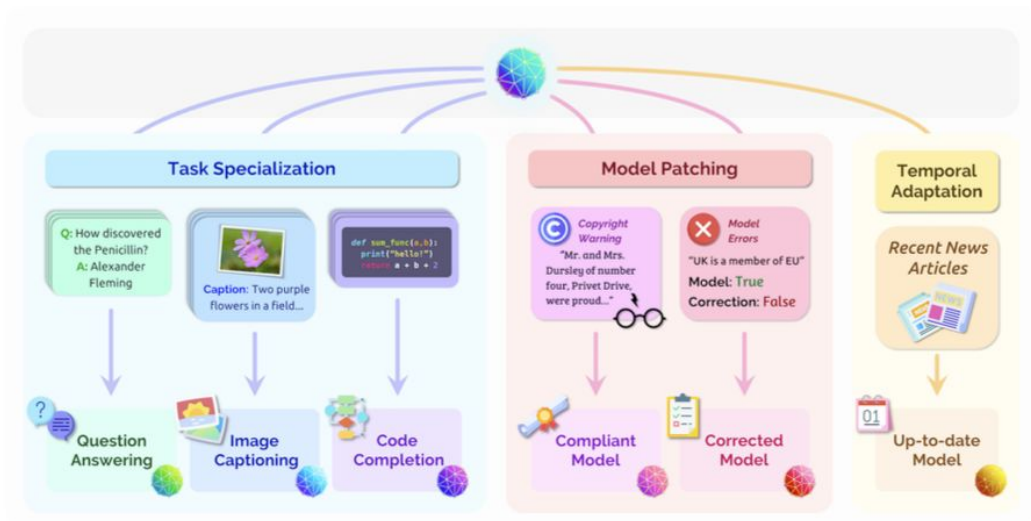 Task Specialization
Q: How discovered
the Penicillin?
A: Alexander
Fleming
Caption: Two purple
flowers in a field...
def sum_func(a,b):
print("hello!")
return a + b + 2
Question
Answering
Image
Captioning
Code
Completion
Model Patching
©
Copyright
Warning
"Mr. and Mrs.
Dursley of number
four, Privet Drive,
were proud..."
Model
Errors
"UK is a member of EU"
Model: True
Correction: False
Compliant
Model
Corrected
Model
Temporal
Adaptation
Recent News
Articles
NEWS
01
Up-to-date
Model